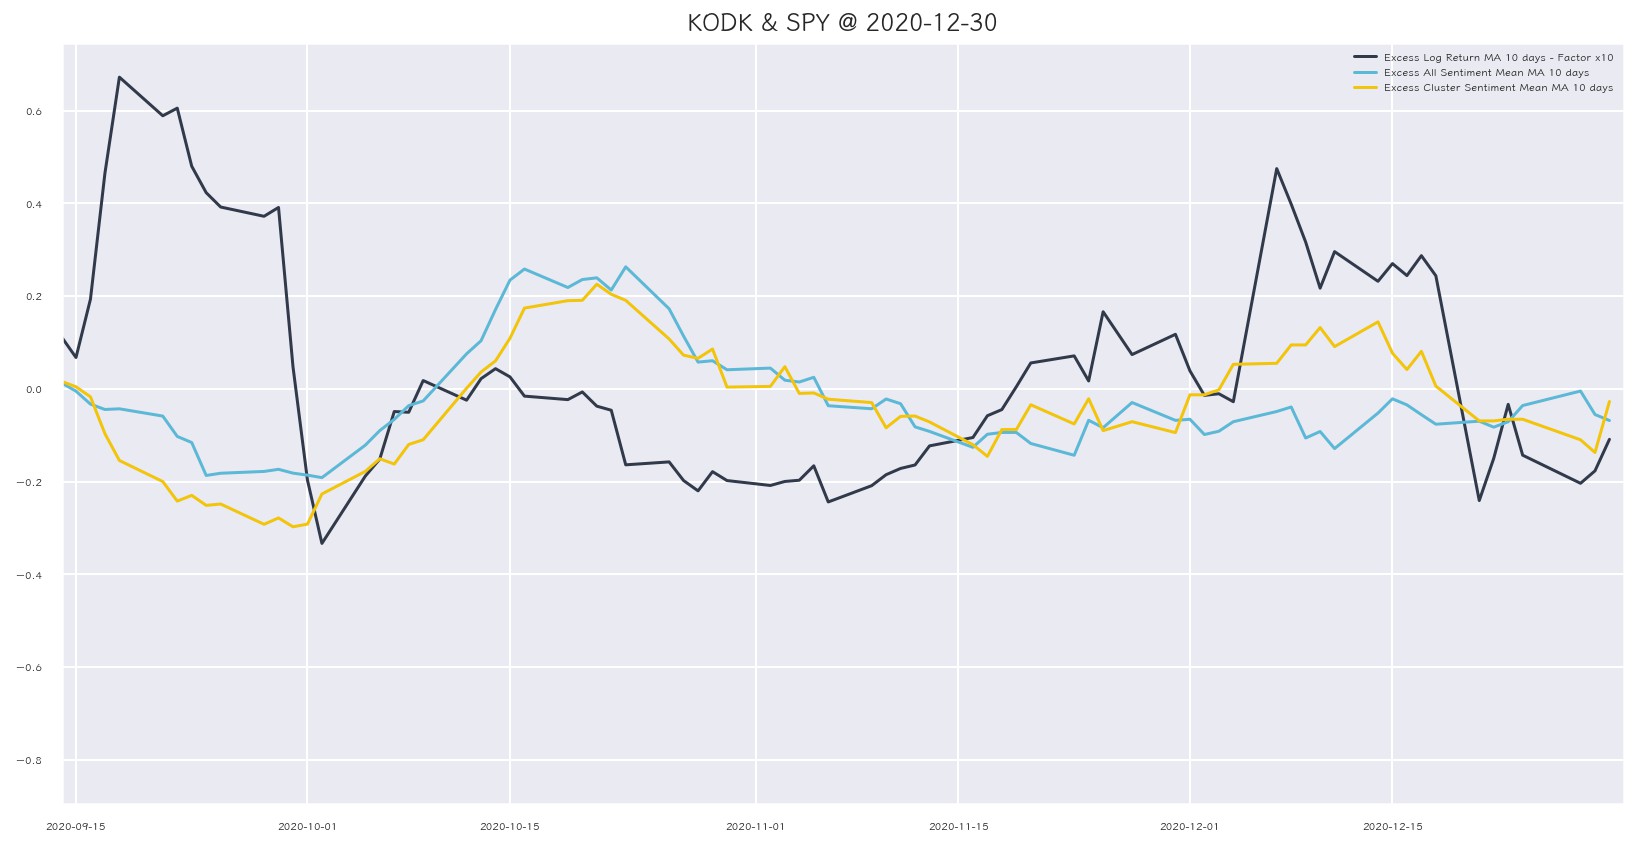 KODK & SPY @ 2020-12-30
Excess Log Return MA 10 days - Factor x10
Excess All Sentiment Mean MA 10 days
Excess Cluster Sentiment Mean MA 10 days
0.6
0.4
0.2
0.0
−0.2
−0.4
−0.6
−0.8
2020-09-15 2020-10-01 2020-10-15 2020-11-01 2020-11-15 2020-12-01 2020-12-15